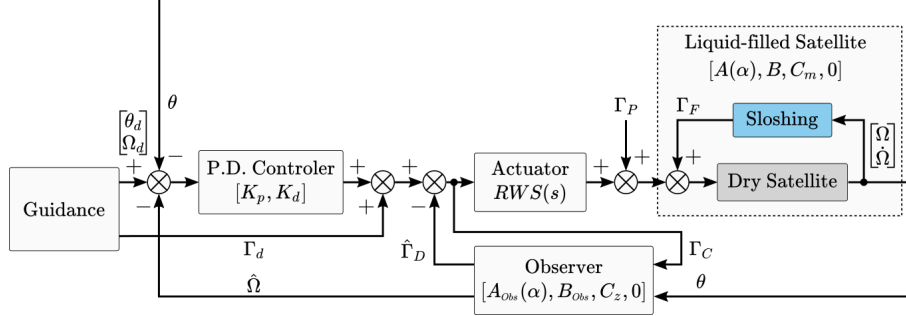 Liquid-filled Satellite
[A(α), B, C_m, 0]
θ
[θ_d
Ω_d]
Γ_P
Γ_F
Sloshing
[Ω
Ω̇]
−
+
P.D. Controler
[K_p, K_d]
+
+
Actuator
RWS(s)
+
+
+
Dry Satellite
Guidance
−
+
−
Γ_d
Γ̂_D
Γ_C
Observer
[A_Obs(α), B_Obs, C_z, 0]
Ω̂
θ